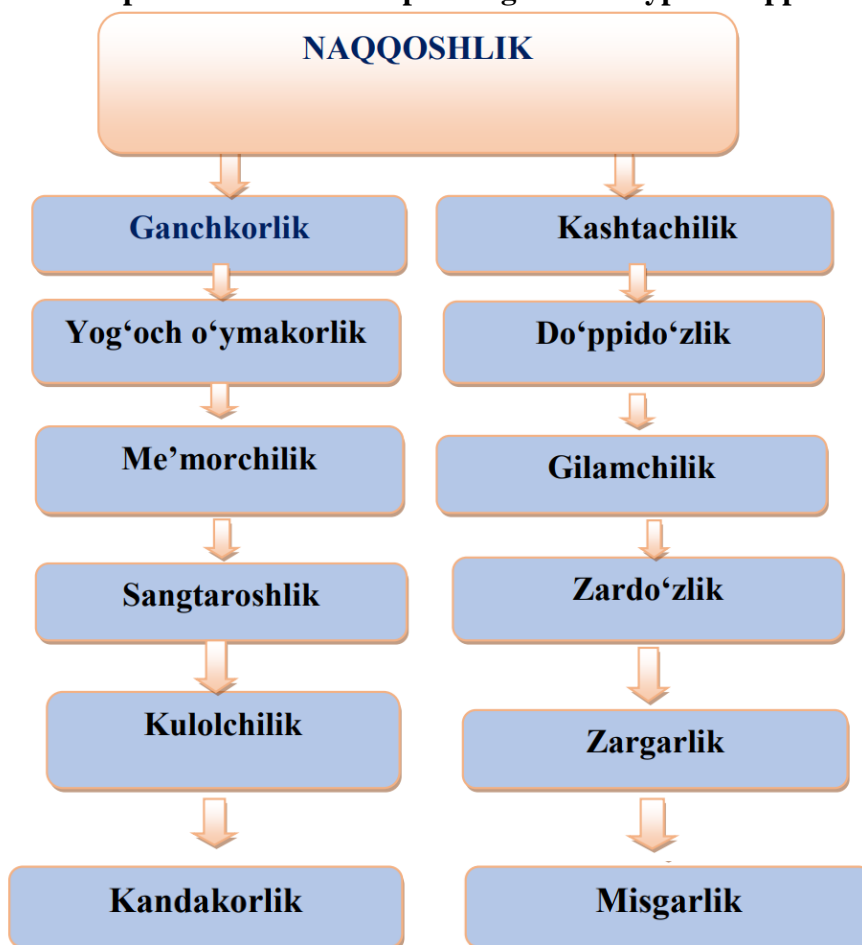 NAQQOSHLIK
Ganchkorlik
Kashtachilik
Yog‘och o‘ymakorlik
Do‘ppido‘zlik
Me’morchilik
Gilamchilik
Sangtaroshlik
Zardo‘zlik
Kulolchilik
Zargarlik
Kandakorlik
Misgarlik